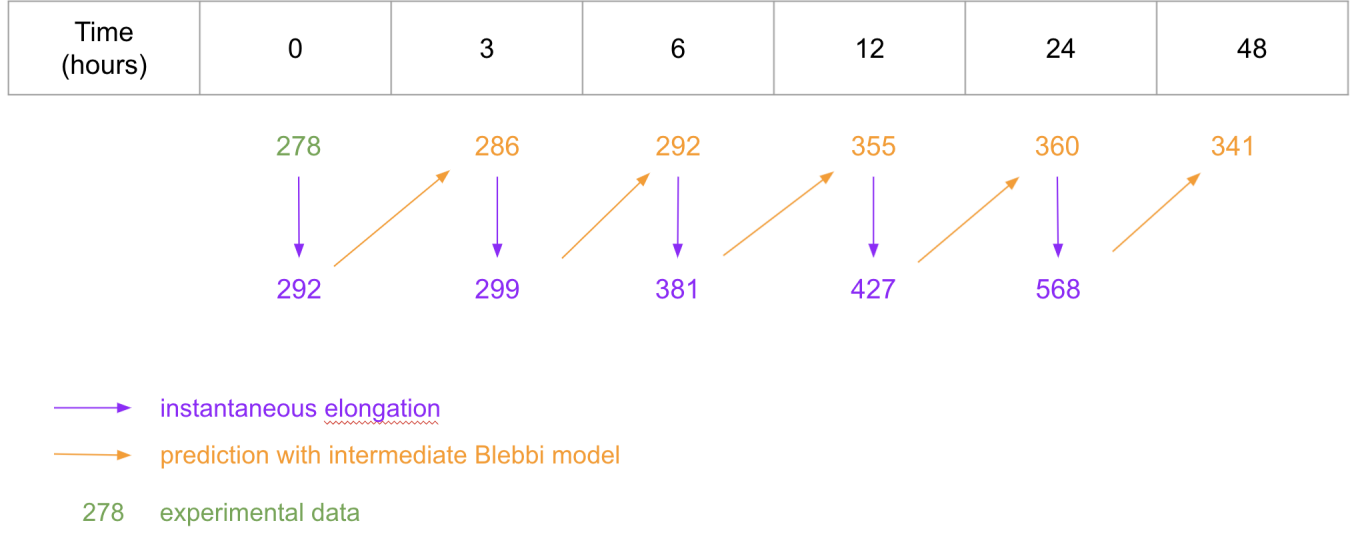 Time
(hours)
0 3 6 12 24 48
278 286 292 355 360 341
292 299 381 427 568
instantaneous elongation
prediction with intermediate Blebbi model
278 experimental data